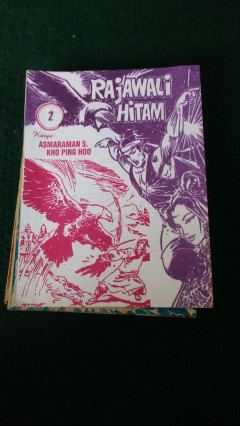 RAJAWALI
HITAM
2
Karya :
ASMARAMAN S.
KHO PING HOO